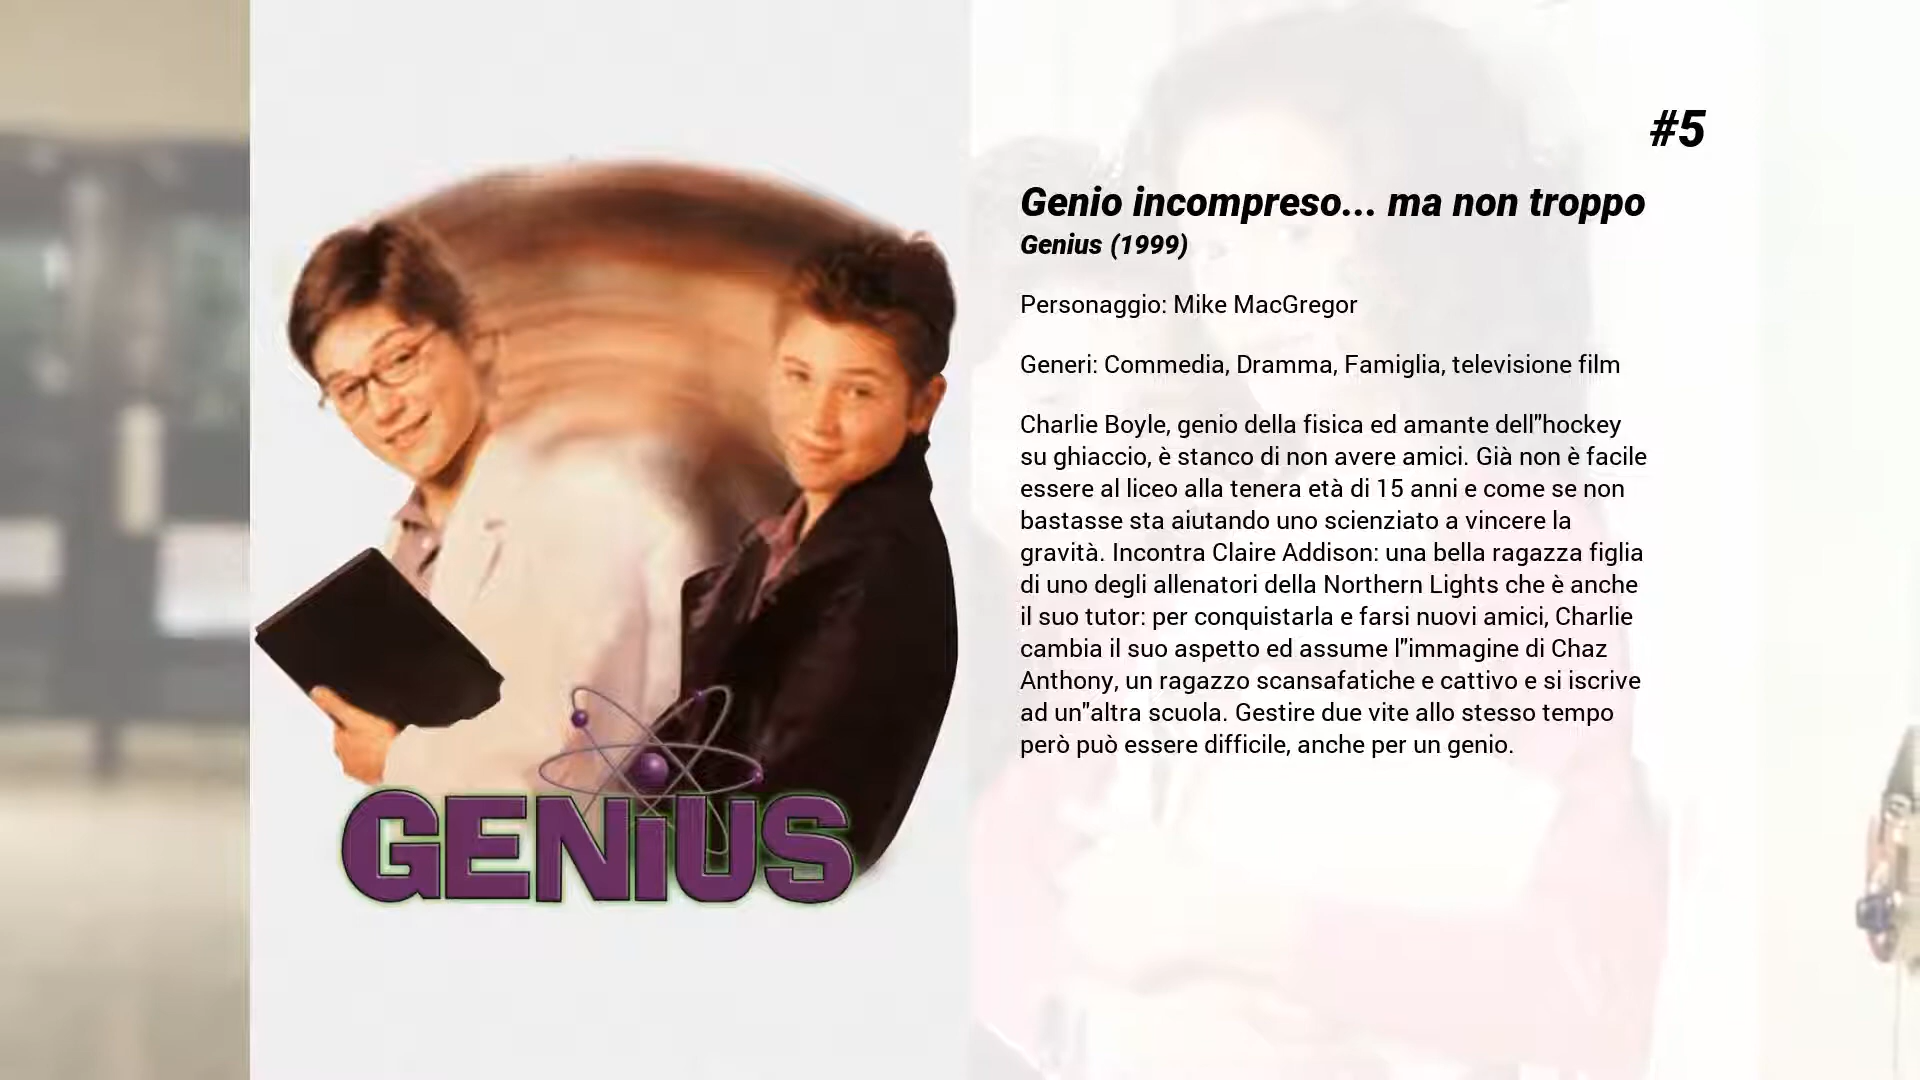 #5
Genio incompreso... ma non troppo
Genius (1999)
Personaggio: Mike MacGregor
Generi: Commedia, Dramma, Famiglia, televisione film
Charlie Boyle, genio della fisica ed amante dell"hockey
su ghiaccio, è stanco di non avere amici. Già non è facile
essere al liceo alla tenera età di 15 anni e come se non
bastasse sta aiutando uno scienziato a vincere la
gravità. Incontra Claire Addison: una bella ragazza figlia
di uno degli allenatori della Northern Lights che è anche
il suo tutor: per conquistarla e farsi nuovi amici, Charlie
cambia il suo aspetto ed assume l"immagine di Chaz
Anthony, un ragazzo scansafatiche e cattivo e si iscrive
ad un"altra scuola. Gestire due vite allo stesso tempo
però può essere difficile, anche per un genio.
GENiUS